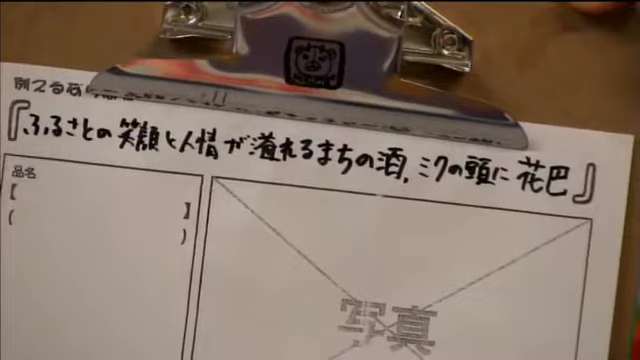 『ふるさとの笑顔と人情が溢れるまちの酒、ミクの頭に花巴』
品名
【 】
( )
写真